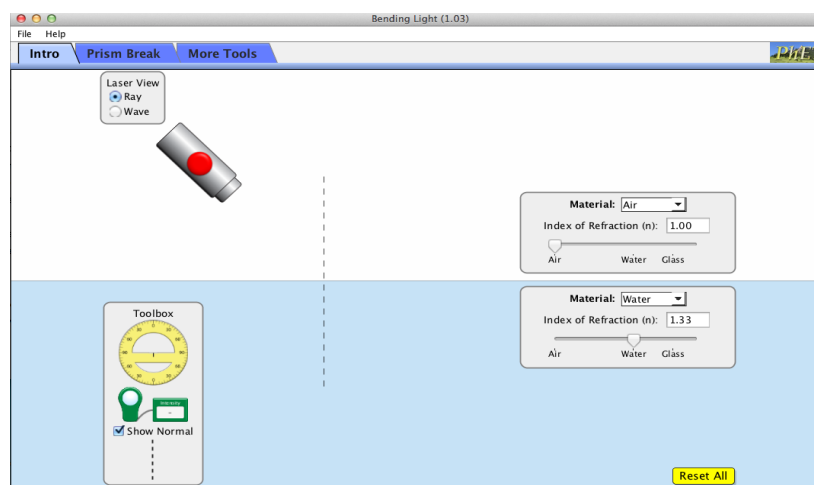 Bending Light (1.03)
File Help
Intro Prism Break More Tools
PhE
Laser View
Ray
Wave
Material: Air
Index of Refraction (n): 1.00
Air Water Glass
Material: Water
Index of Refraction (n): 1.33
Air Water Glass
Toolbox
Show Normal
Reset All